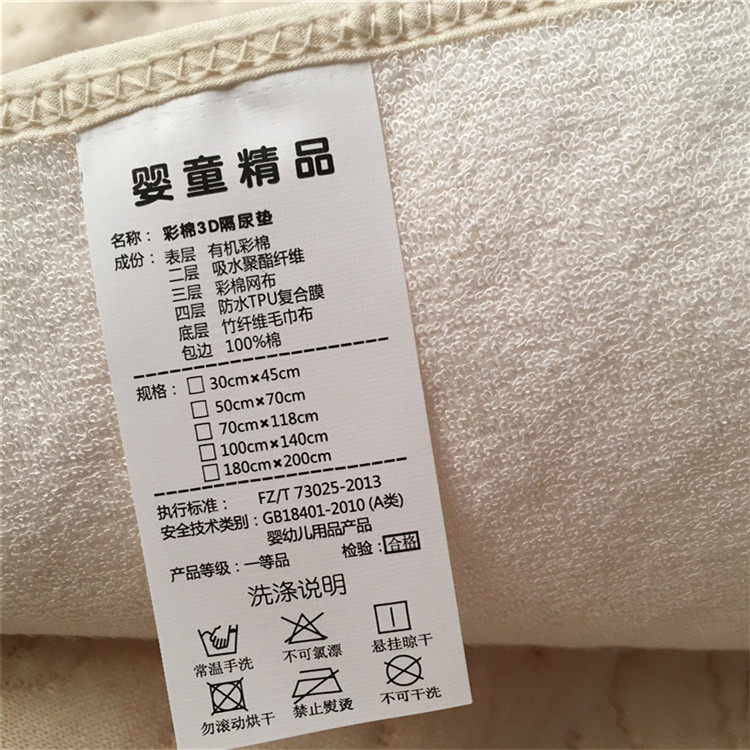 婴童精品
名称：彩棉3D隔尿垫
成份：表层 有机彩棉
二层 吸水聚酯纤维
三层 彩棉网布
四层 防水TPU复合膜
底层 竹纤维毛巾布
包边 100%棉
规格：□30cm×45cm
□50cm×70cm
□70cm×118cm
□100cm×140cm
□180cm×200cm
执行标准： FZ/T 73025-2013
安全技术类别：GB18401-2010 (A类)
婴幼儿用品产品
产品等级：一等品 检验：合格
洗涤说明
常温手洗 不可氯漂 悬挂晾干
勿滚动烘干 禁止熨烫 不可干洗